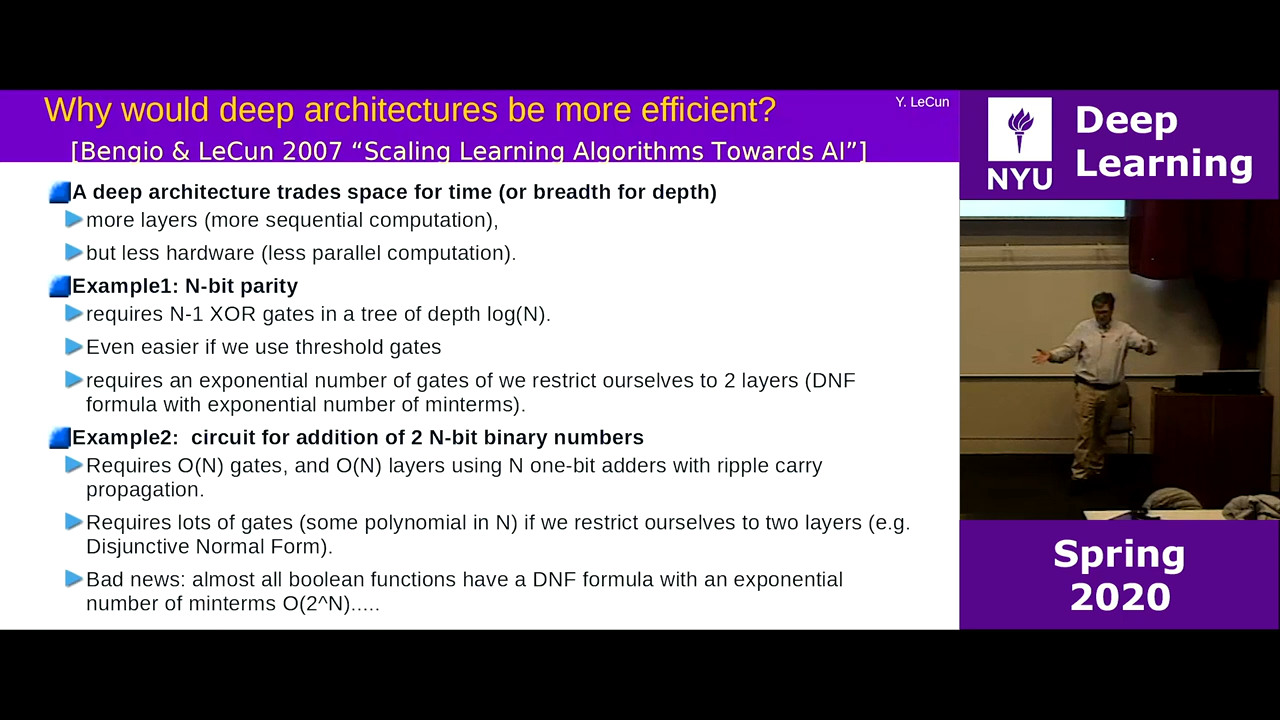 Why would deep architectures be more efficient?
Y. LeCun
[Bengio & LeCun 2007 “Scaling Learning Algorithms Towards AI”]
A deep architecture trades space for time (or breadth for depth)
more layers (more sequential computation),
but less hardware (less parallel computation).
Example1: N-bit parity
requires N-1 XOR gates in a tree of depth log(N).
Even easier if we use threshold gates
requires an exponential number of gates of we restrict ourselves to 2 layers (DNF
formula with exponential number of minterms).
Example2:  circuit for addition of 2 N-bit binary numbers
Requires O(N) gates, and O(N) layers using N one-bit adders with ripple carry
propagation.
Requires lots of gates (some polynomial in N) if we restrict ourselves to two layers (e.g.
Disjunctive Normal Form).
Bad news: almost all boolean functions have a DNF formula with an exponential
number of minterms O(2^N).....
NYU
Deep
Learning
Spring
2020